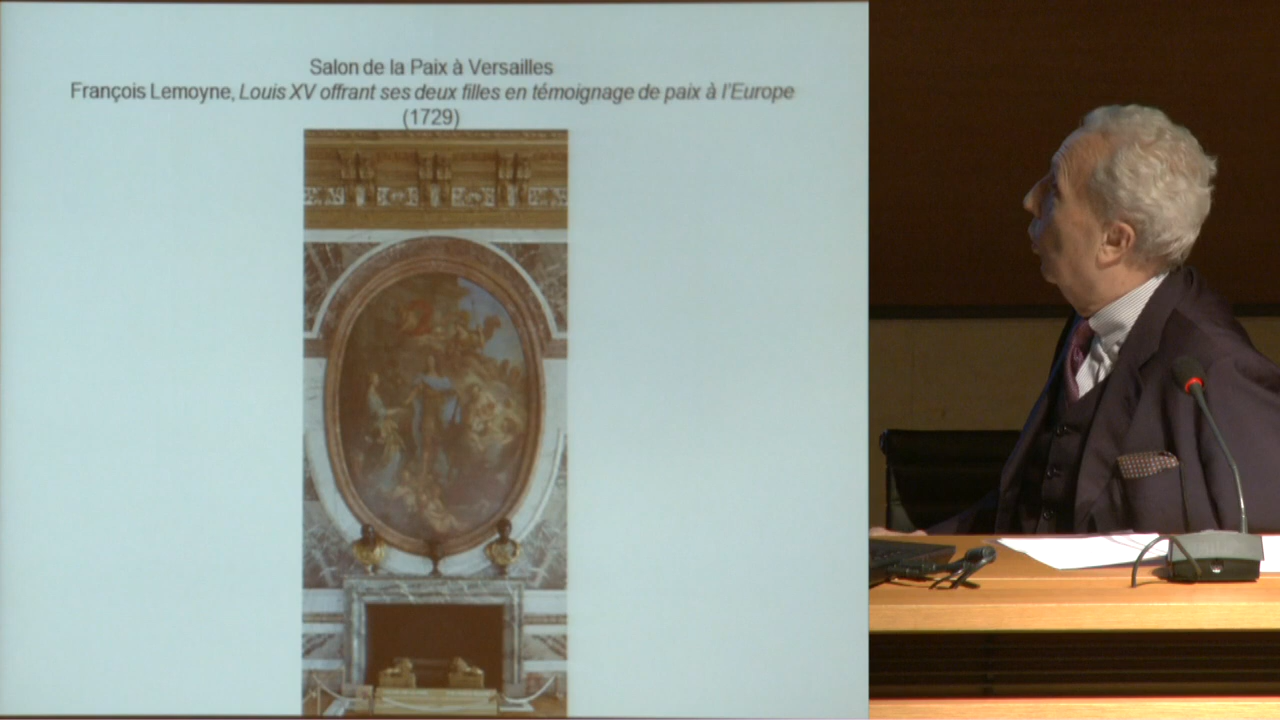 Salon de la Paix à Versailles
François Lemoyne, Louis XV offrant ses deux filles en témoignage de paix à l'Europe
(1729)